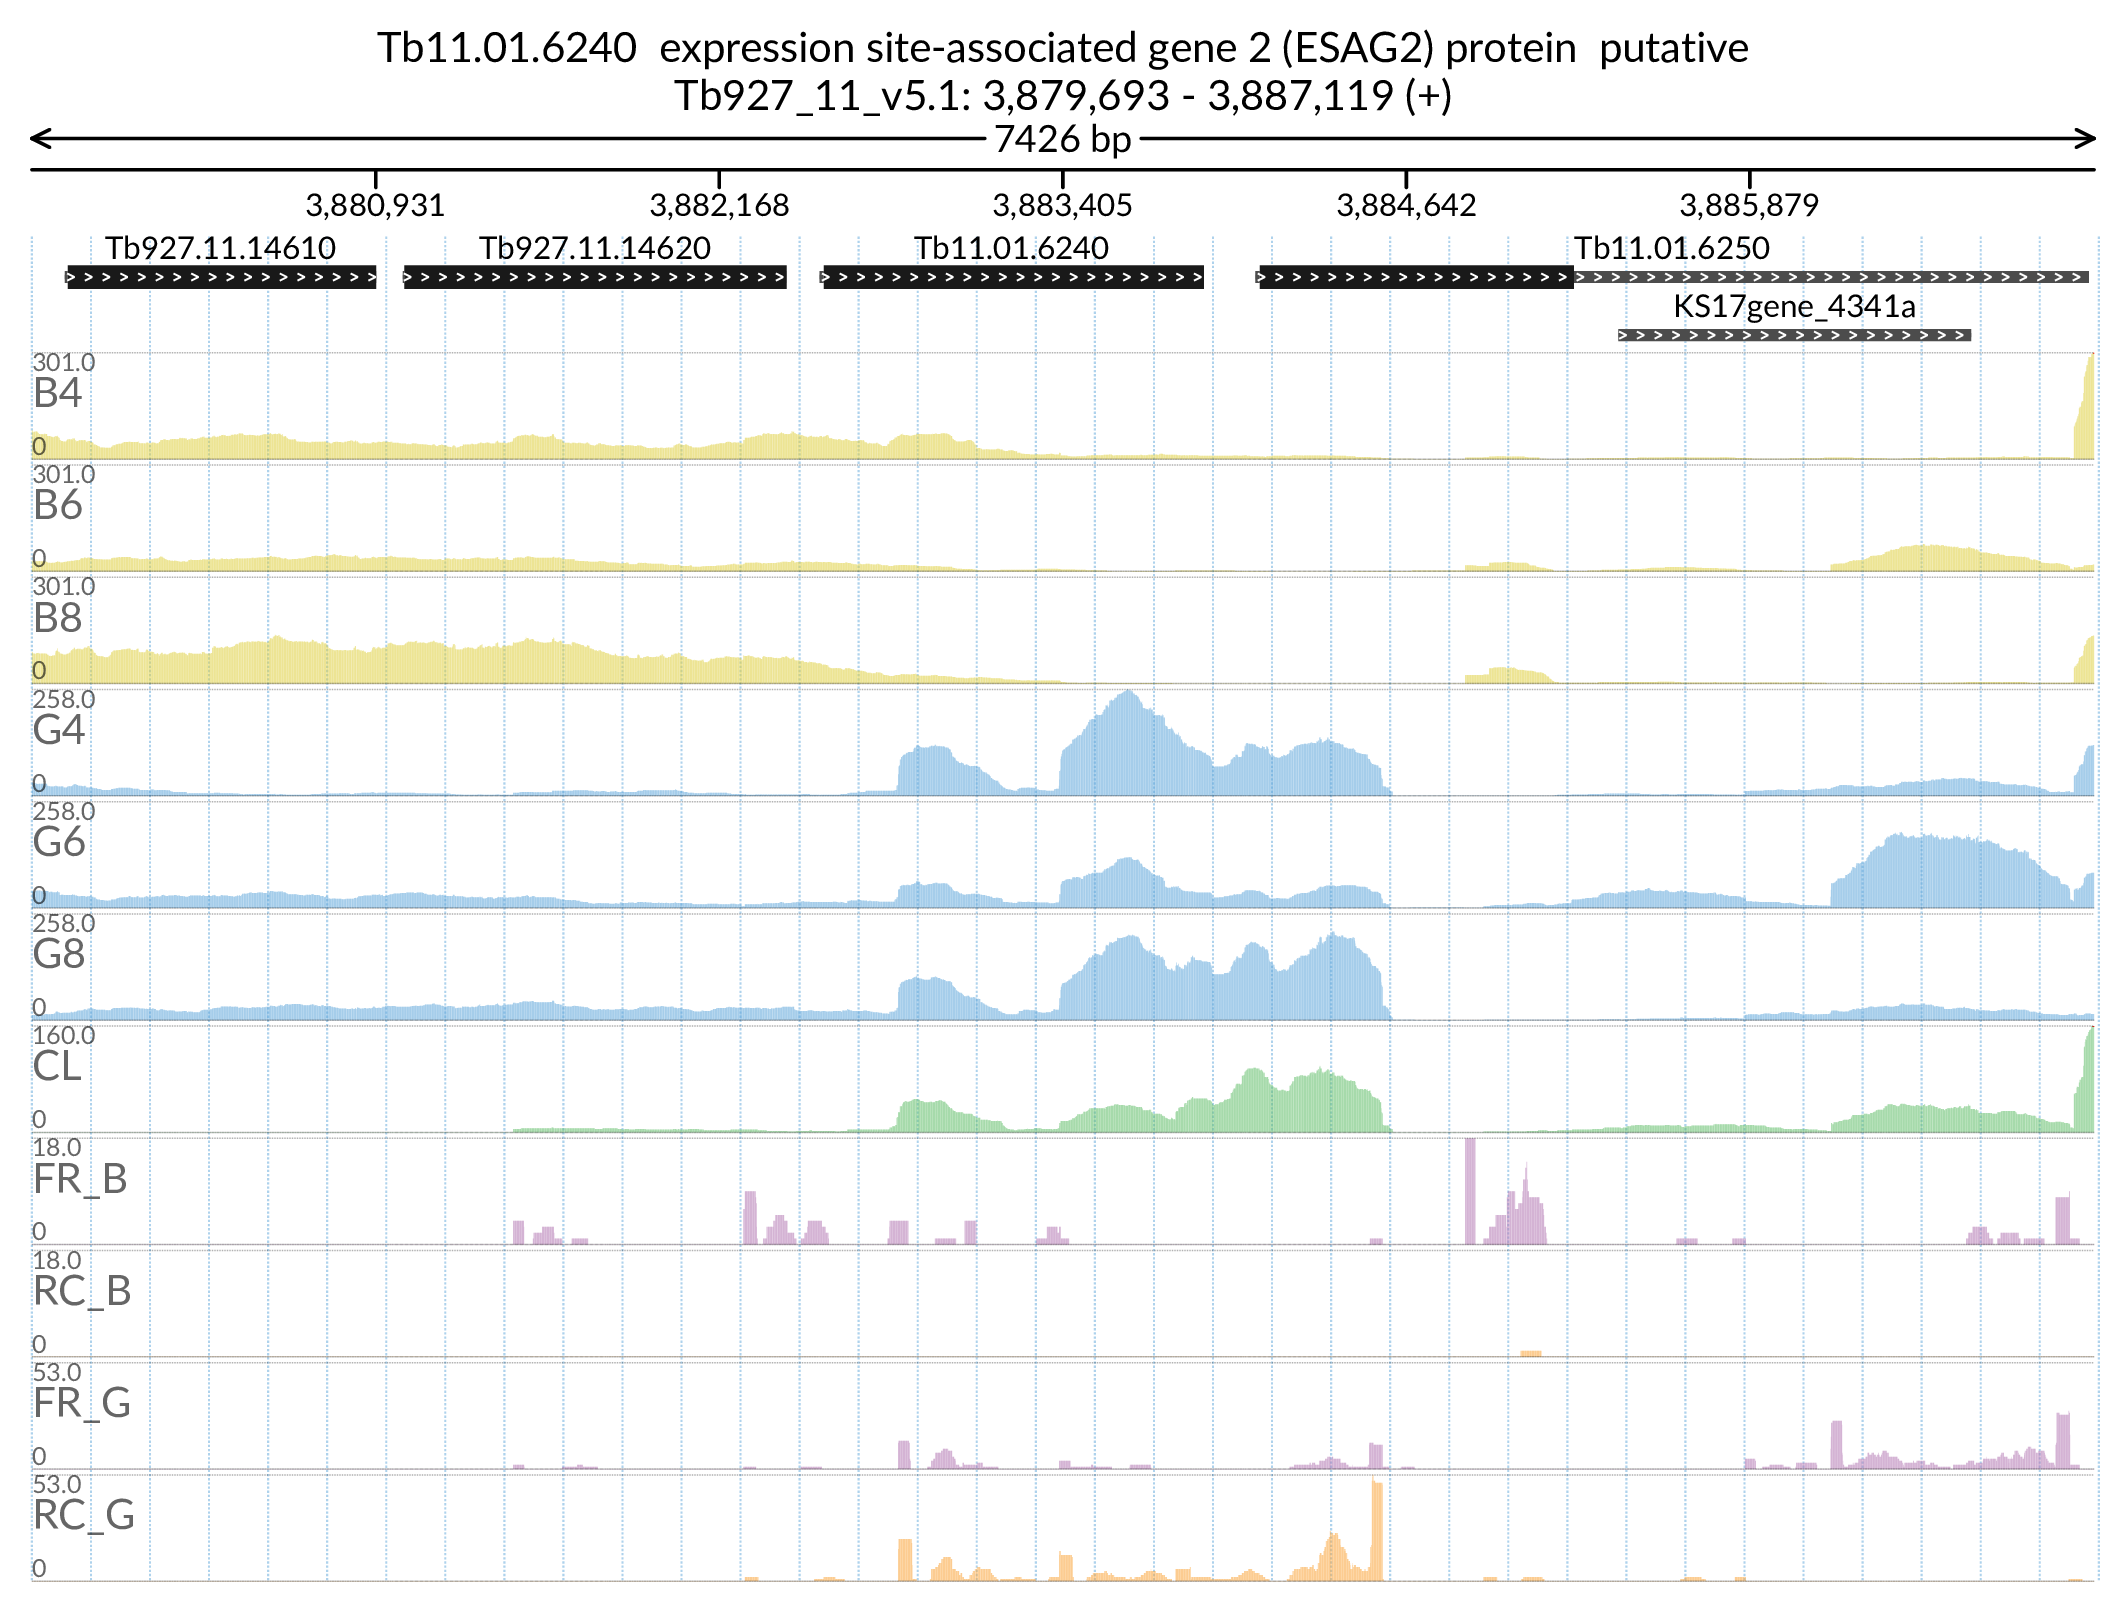 Tb11.01.6240 expression site-associated gene 2 (ESAG2) protein putative
Tb927_11_v5.1: 3,879,693 - 3,887,119 (+)
7426 bp
3,880,931 3,882,168 3,883,405 3,884,642 3,885,879
Tb927.11.14610 Tb927.11.14620 Tb11.01.6240 Tb11.01.6250
KS17gene_4341a
301.0
B4
0
301.0
B6
0
301.0
B8
0
258.0
G4
0
258.0
G6
0
258.0
G8
0
160.0
CL
0
18.0
FR_B
0
18.0
RC_B
0
53.0
FR_G
0
53.0
RC_G
0